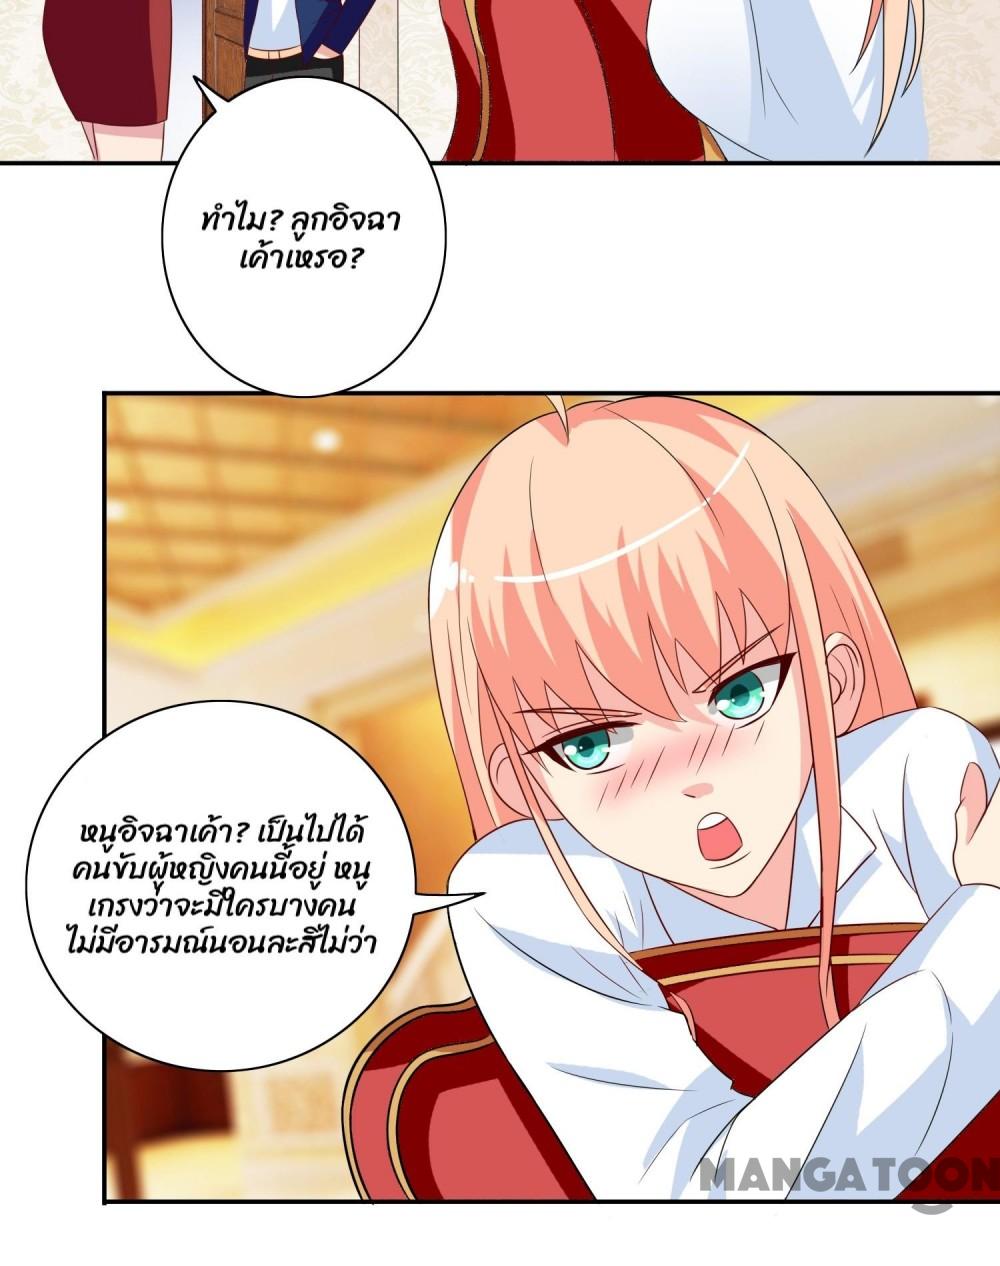 ทำไม? ลูกอิจฉา
เค้าเหรอ?
หนูอิจฉาเค้า? เป็นไปได้
คนขับผู้หญิงคนนี้อยู่ หนู
เกรงว่าจะมีใครบางคน
ไม่มีอารมณ์นอนละสิไม่ว่า
MANGATOON